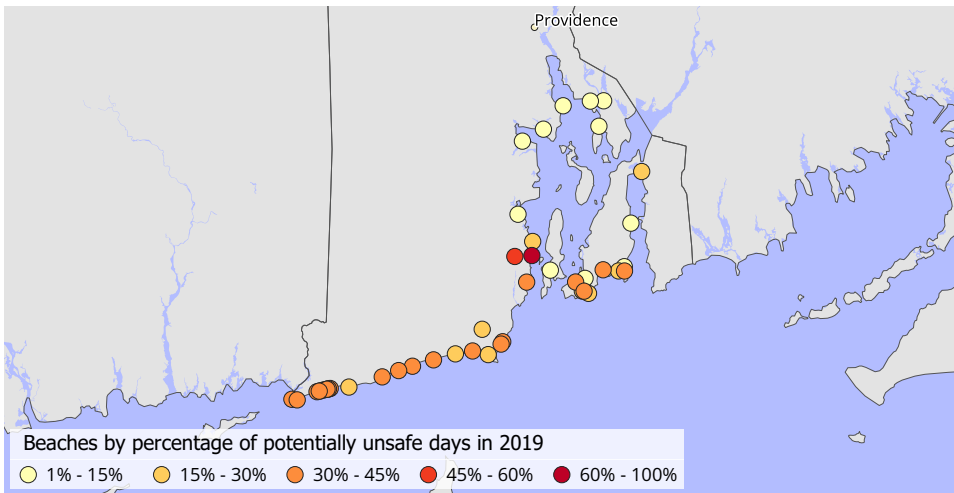 Providence
Beaches by percentage of potentially unsafe days in 2019
1% - 15% 15% - 30% 30% - 45% 45% - 60% 60% - 100%